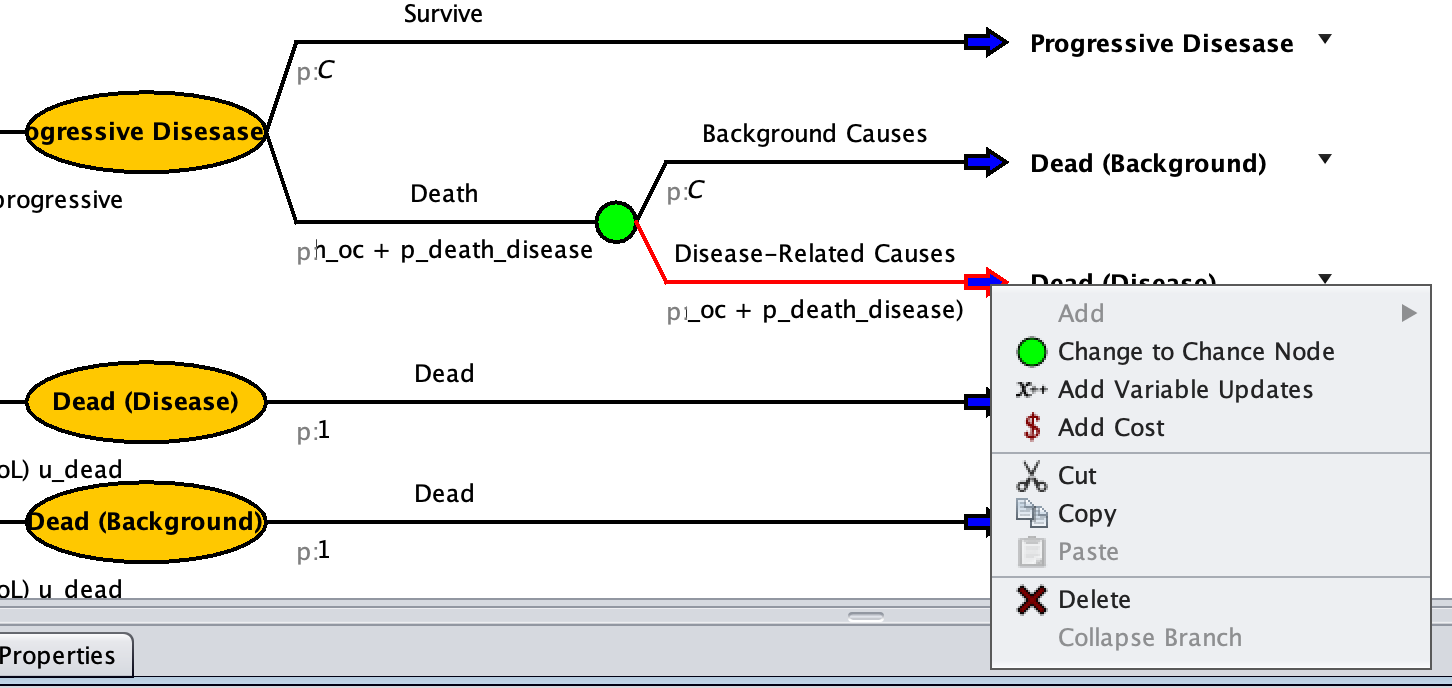 Survive
p:C
Progressive Disesase
ogressive Disesase
progressive
Background Causes
p:C
Dead (Background)
Death
p: h_oc + p_death_disease
Disease-Related Causes
p: _oc + p_death_disease)
Dead (Disease)
Add
Change to Chance Node
x++ Add Variable Updates
$ Add Cost
Cut
Copy
Paste
Delete
Collapse Branch
Dead (Disease)
Dead
p:1
oL) u_dead
Dead (Background)
Dead
p:1
oL) u_dead
Properties